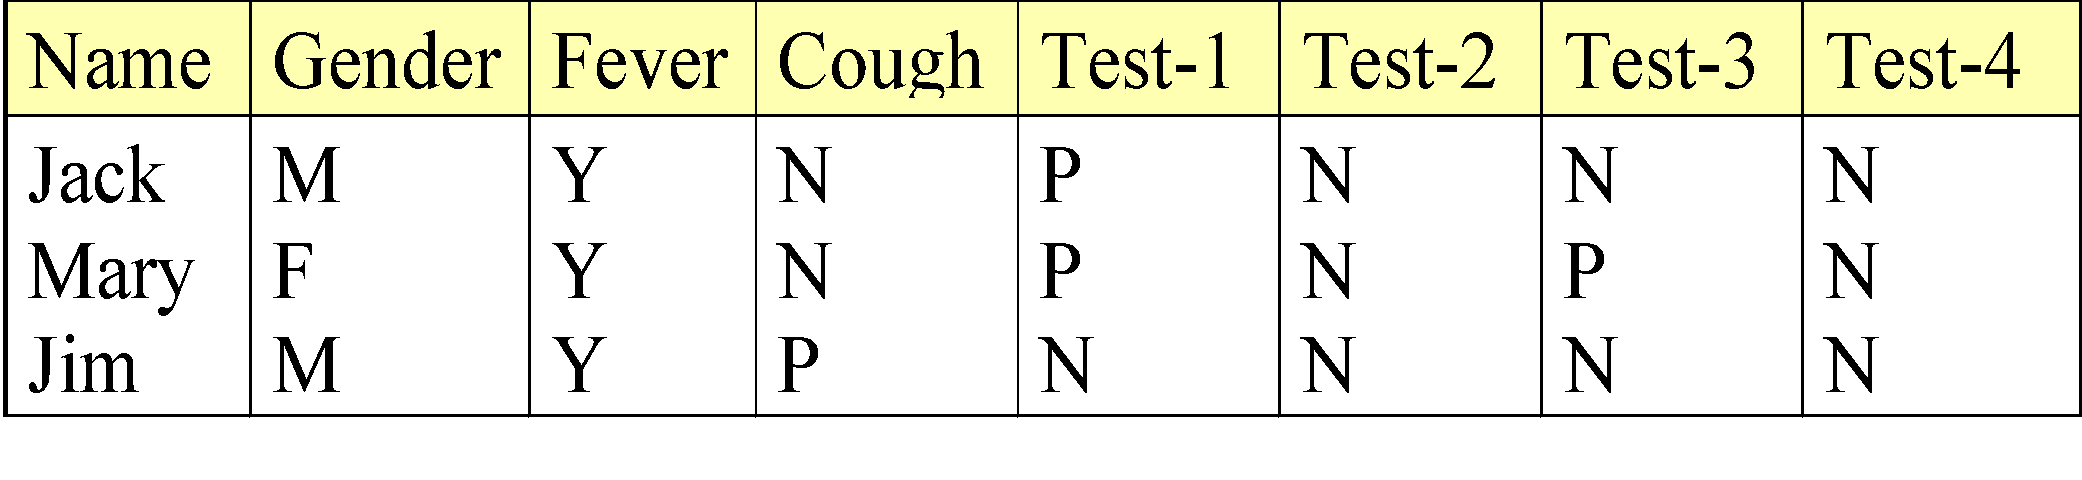 Name Gender Fever Cough Test-1 Test-2 Test-3 Test-4
Jack M Y N P N N N
Mary F Y N P N P N
Jim M Y P N N N N